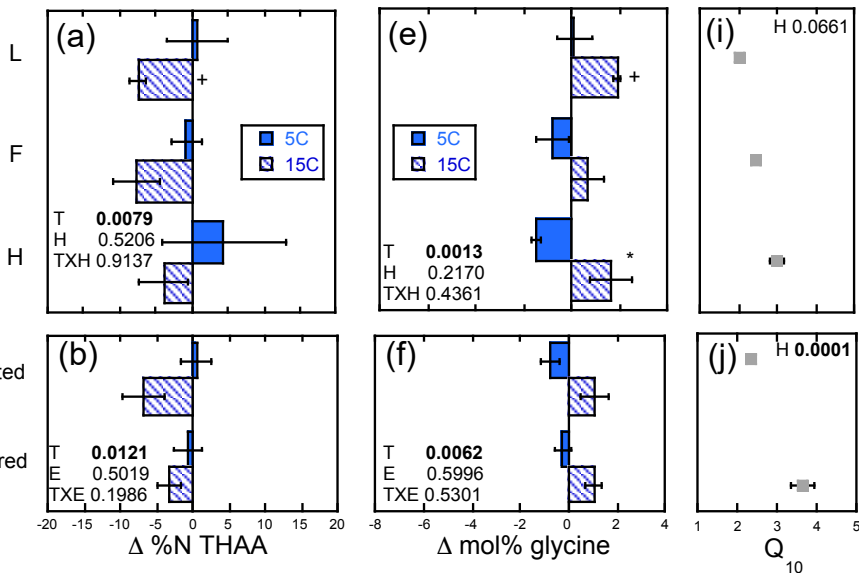 (a)
(e)
(i)
H 0.0661
L
+
+
F
5C
15C
5C
15C
H
T 0.0079
H 0.5206
TXH 0.9137
T 0.0013
H 0.2170
TXH 0.4361
*
(b)
(f)
(j)
H 0.0001
ted
red
T 0.0121
E 0.5019
TXE 0.1986
T 0.0062
E 0.5996
TXE 0.5301
-20 -15 -10 -5 0 5 10 15 20
-8 -6 -4 -2 0 2 4
1 2 3 4 5
Δ %N THAA
Δ mol% glycine
Q10